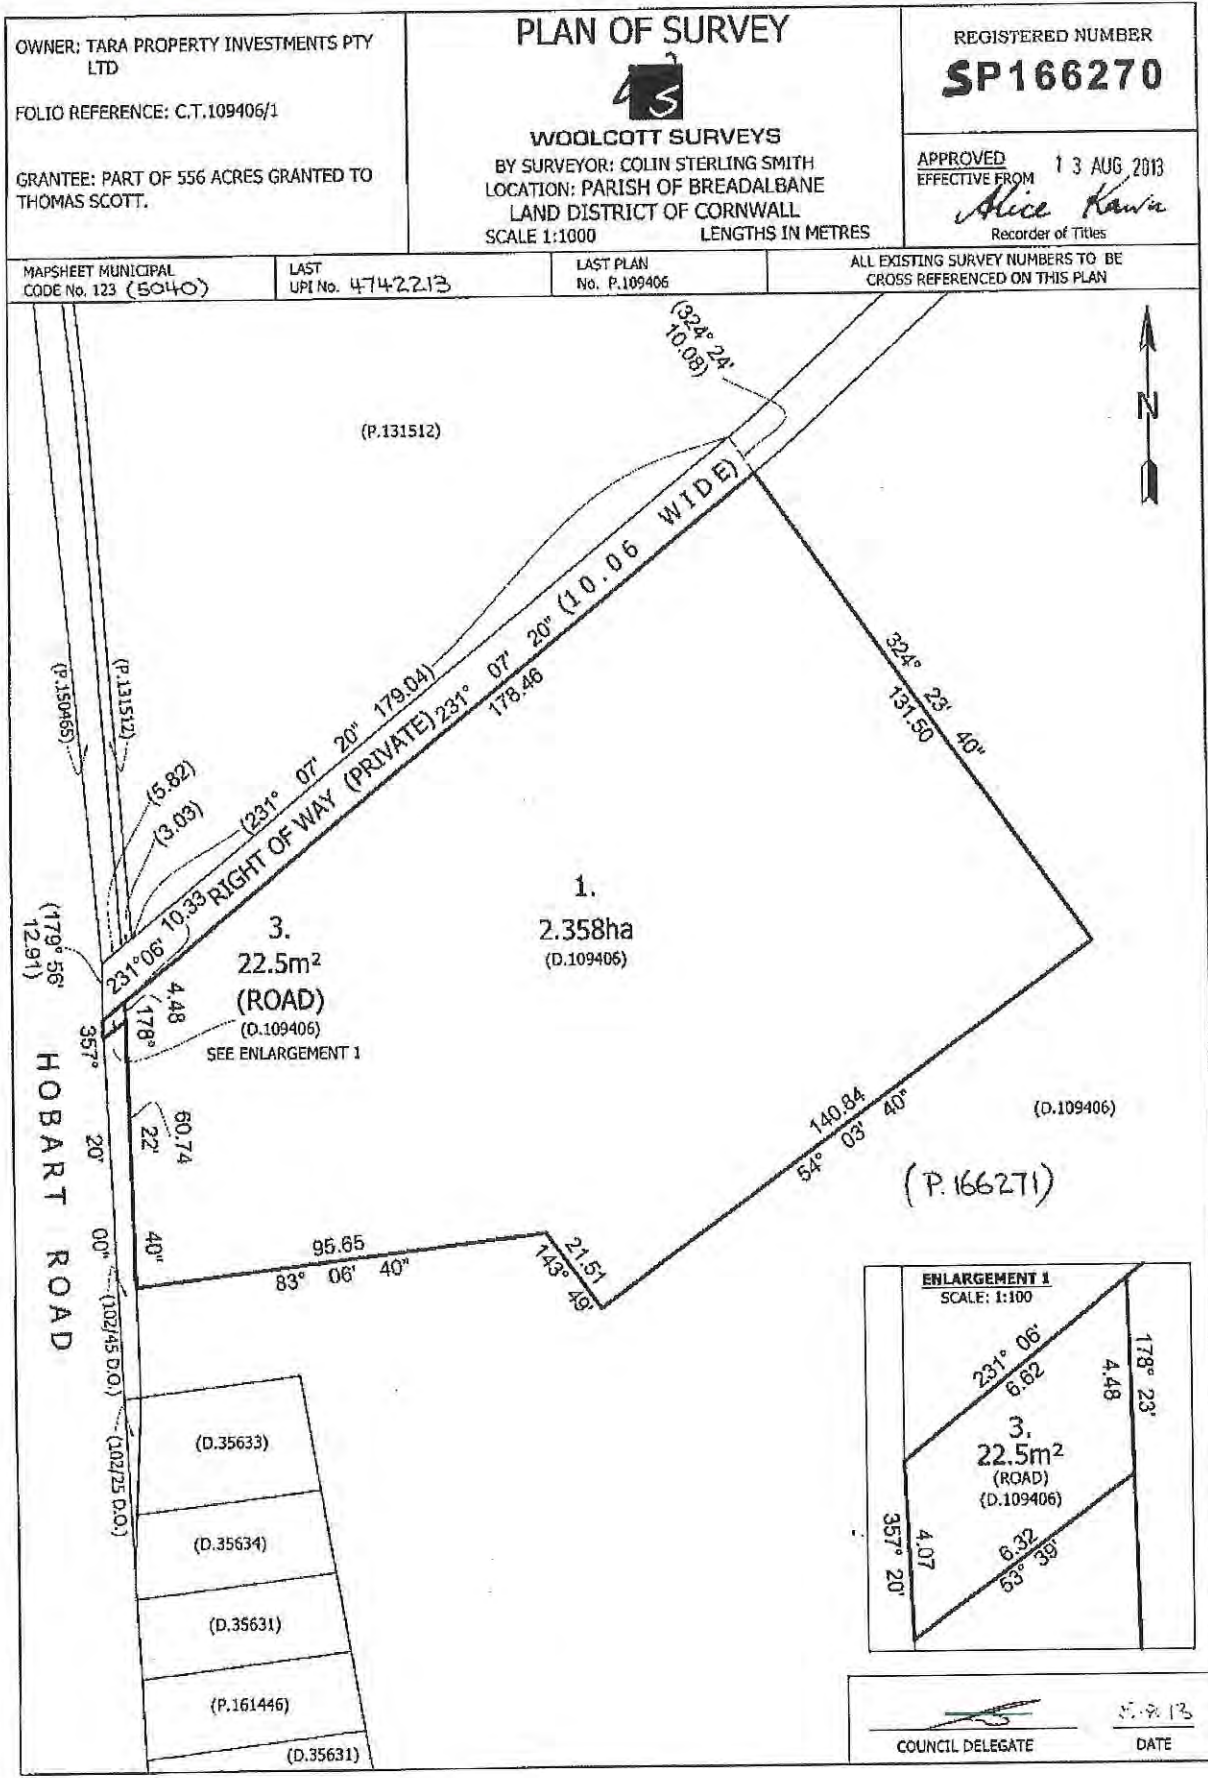 OWNER: TARA PROPERTY INVESTMENTS PTY
LTD
FOLIO REFERENCE: C.T.109406/1
GRANTEE: PART OF 556 ACRES GRANTED TO
THOMAS SCOTT.
PLAN OF SURVEY
WOOLCOTT SURVEYS
BY SURVEYOR: COLIN STERLING SMITH
LOCATION: PARISH OF BREADALBANE
LAND DISTRICT OF CORNWALL
SCALE 1:1000 LENGTHS IN METRES
REGISTERED NUMBER
SP166270
APPROVED
EFFECTIVE FROM 13 AUG 2013
Alice Kawa
Recorder of Titles
MAPSHEET MUNICIPAL
CODE No. 123 (5040)
LAST
UPI No. 4742213
LAST PLAN
No. P.109406
ALL EXISTING SURVEY NUMBERS TO BE
CROSS REFERENCED ON THIS PLAN
(324° 24'
10.08)
N
(P.131512)
RIGHT OF WAY (PRIVATE) 231° 07' 20" (10.06 WIDE)
178.46
(231° 07' 20" 179.04)
324° 23' 40"
131.50
(P.150465)
(P.131512)
(5.82)
(3.03)
231°06' 10.33
(179° 56'
12.91)
1.
2.358ha
(D.109406)
3.
22.5m²
(ROAD)
(D.109406)
SEE ENLARGEMENT 1
4.48
178° 22' 40"
60.74
357° 20' 00"
HOBART ROAD
140.84
54° 03' 40"
(D.109406)
(P.166271)
95.65
83° 06' 40"
21.51
143° 49'
(102/45 D.O.)
(102/25 D.O.)
(D.35633)
(D.35634)
(D.35631)
(P.161446)
(D.35631)
ENLARGEMENT 1
SCALE: 1:100
231° 06'
6.62
178° 23'
4.48
3.
22.5m²
(ROAD)
(D.109406)
357° 20'
4.07
6.32
53° 39'
COUNCIL DELEGATE
DATE